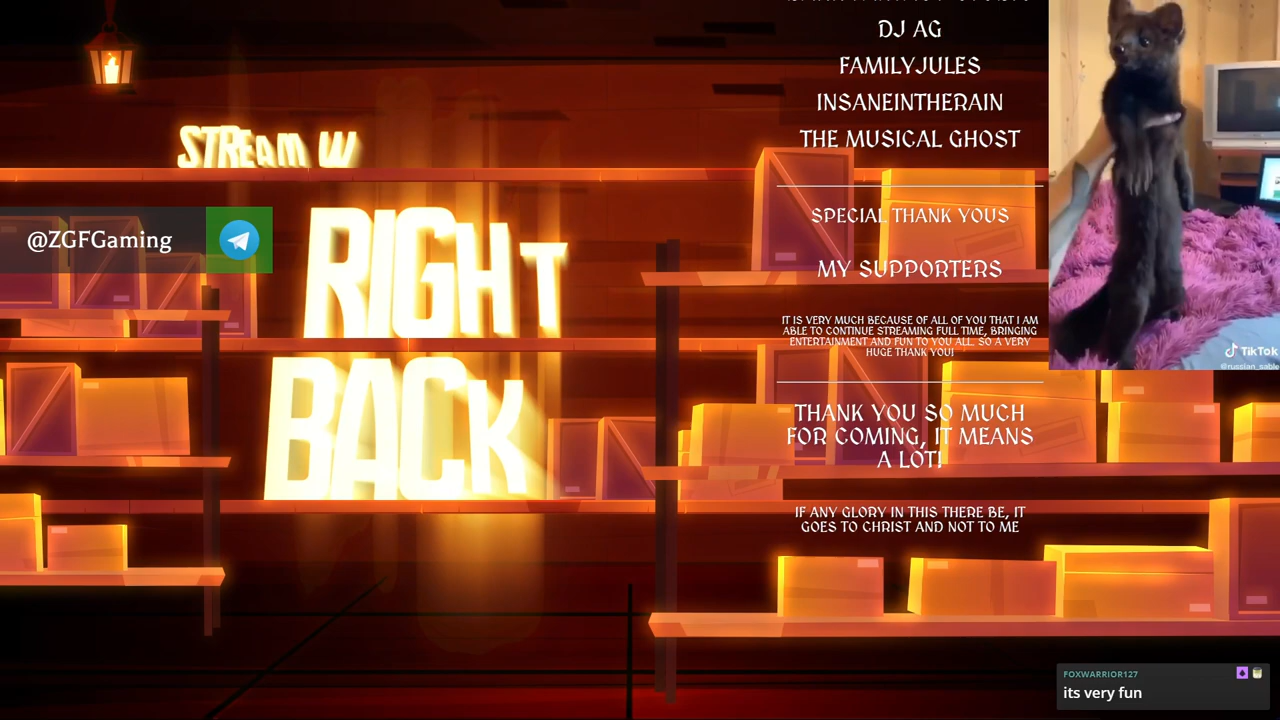 DJ AG
FAMILYJULES
INSANEINTHERAIN
THE MUSICAL GHOST
STREAM W
RIGHT
BACK
@ZGFGaming
SPECIAL THANK YOUS
MY SUPPORTERS
IT IS VERY MUCH BECAUSE OF ALL OF YOU THAT I AM
ABLE TO CONTINUE STREAMING FULL TIME, BRINGING
ENTERTAINMENT AND FUN TO YOU ALL. SO A VERY
HUGE THANK YOU!
THANK YOU SO MUCH
FOR COMING, IT MEANS
A LOT!
IF ANY GLORY IN THIS THERE BE, IT
GOES TO CHRIST AND NOT TO ME
TikTok
@russian_sable
FOXWARRIOR127
its very fun